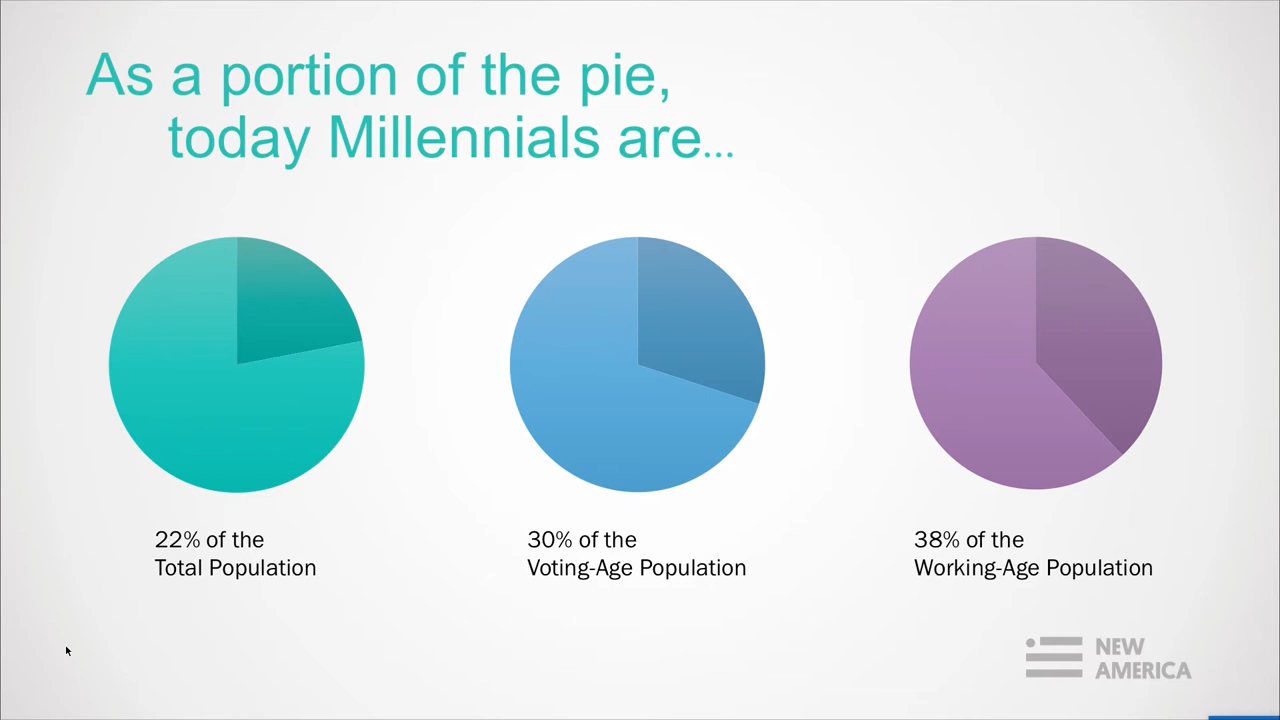 As a portion of the pie,
today Millennials are...
22% of the
Total Population
30% of the
Voting-Age Population
38% of the
Working-Age Population
NEW
AMERICA